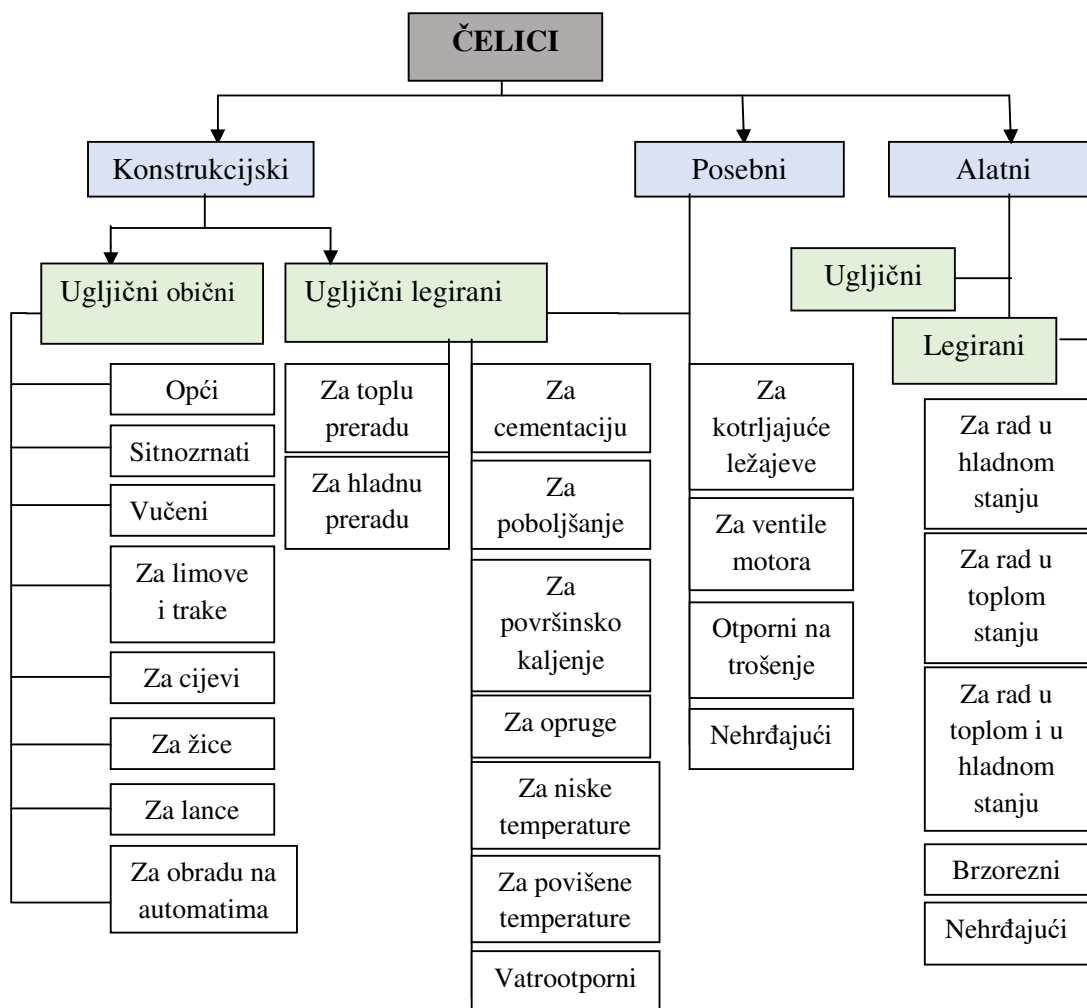 ČELICI
Konstrukcijski
Posebni
Alatni
Ugljični obični
Ugljični legirani
Ugljični
Legirani
Opći
Sitnozrnati
Vučeni
Za limove
i trake
Za cijevi
Za žice
Za lance
Za obradu na
automatima
Za toplu
preradu
Za hladnu
preradu
Za
cementaciju
Za
poboljšanje
Za
površinsko
kaljenje
Za opruge
Za niske
temperature
Za povišene
temperature
Vatrootporni
Za
kotrljajuće
ležajeve
Za ventile
motora
Otporni na
trošenje
Nehrđajući
Za rad u
hladnom
stanju
Za rad u
toplom
stanju
Za rad u
toplom i u
hladnom
stanju
Brzorezni
Nehrđajući